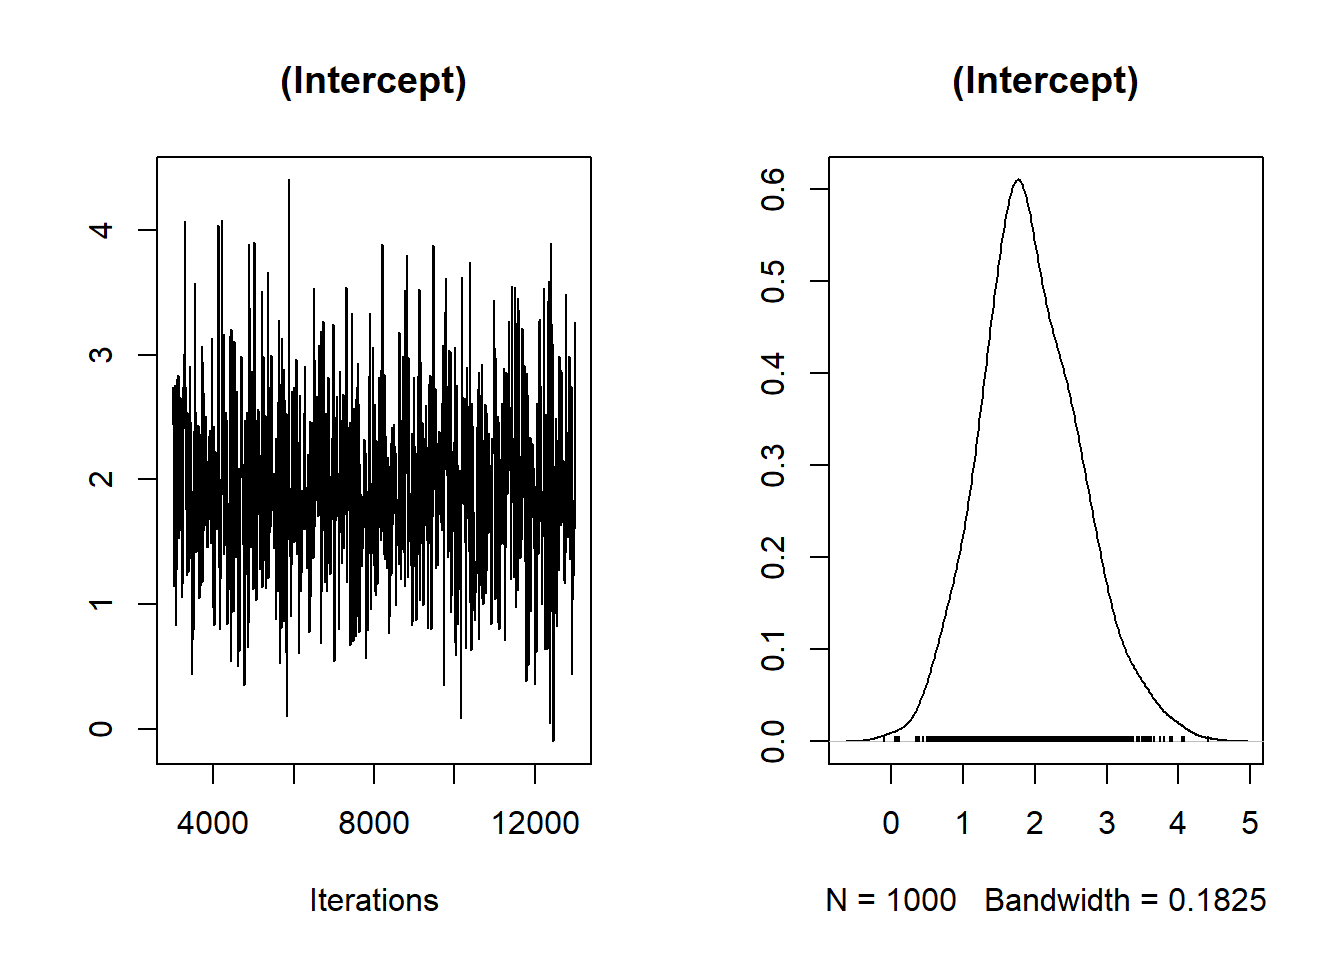 (Intercept)
4
3
2
1
0
4000 8000 12000
Iterations
(Intercept)
0.6
0.5
0.4
0.3
0.2
0.1
0.0
0 1 2 3 4 5
N = 1000 Bandwidth = 0.1825